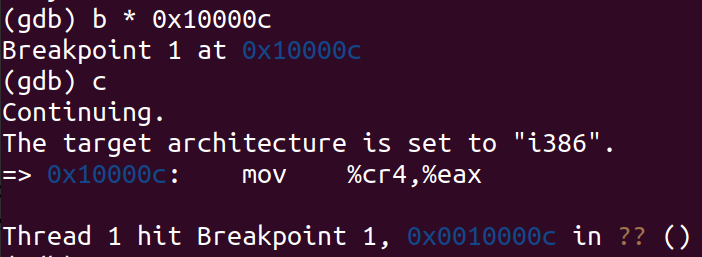 (gdb) b * 0x10000c
Breakpoint 1 at 0x10000c
(gdb) c
Continuing.
The target architecture is set to "i386".
=> 0x10000c:    mov    %cr4,%eax
Thread 1 hit Breakpoint 1, 0x0010000c in ?? ()